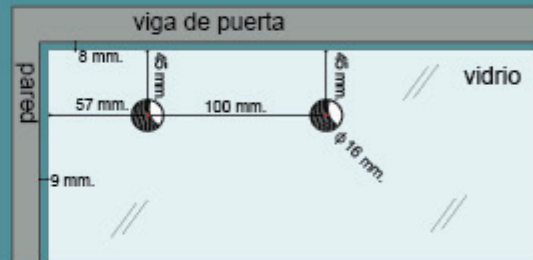 viga de puerta
8 mm.
45 mm
45 mm
vidrio
pared
57 mm.
100 mm.
ϕ 16 mm.
9 mm.